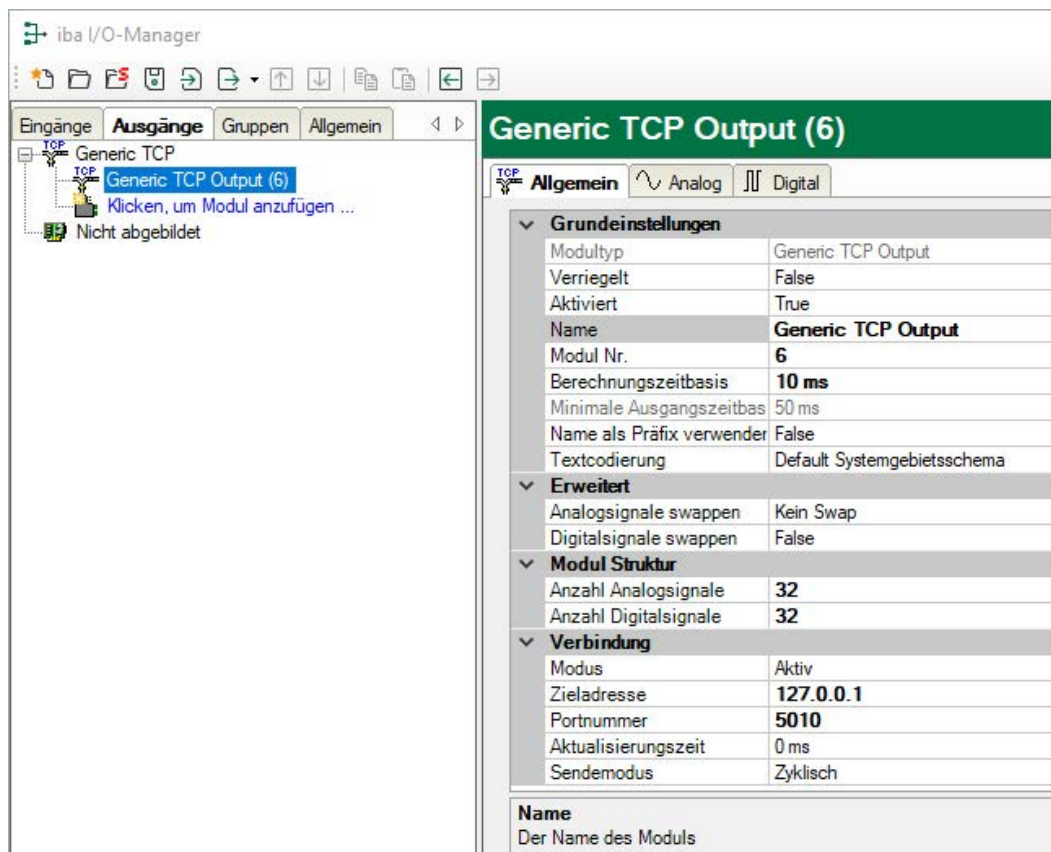 iba I/O-Manager
Eingänge Ausgänge Gruppen Allgemein
Generic TCP
Generic TCP Output (6)
Klicken, um Modul anzufügen ...
Nicht abgebildet
Generic TCP Output (6)
Allgemein Analog Digital
Grundeinstellungen
Modultyp Generic TCP Output
Verriegelt False
Aktiviert True
Name Generic TCP Output
Modul Nr. 6
Berechnungszeitbasis 10 ms
Minimale Ausgangszeitbas 50 ms
Name als Präfix verwender False
Textcodierung Default Systemgebietsschema
Erweitert
Analogsignale swappen Kein Swap
Digitalsignale swappen False
Modul Struktur
Anzahl Analogsignale 32
Anzahl Digitalsignale 32
Verbindung
Modus Aktiv
Zieladresse 127.0.0.1
Portnummer 5010
Aktualisierungszeit 0 ms
Sendemodus Zyklisch
Name
Der Name des Moduls